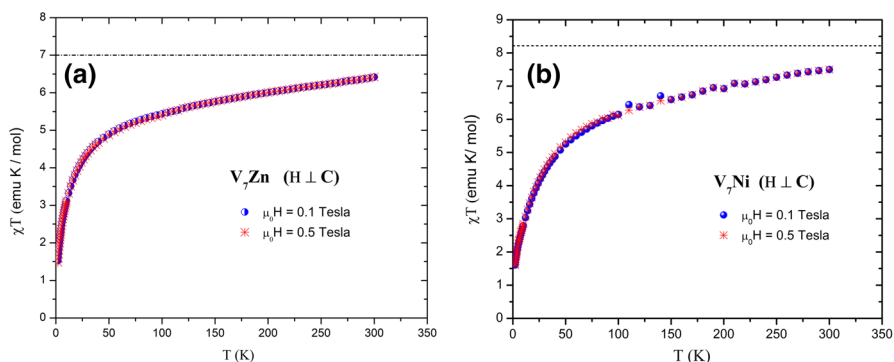 (a)
8
7
6
5
4
3
2
1
0
χT (emu K / mol)
V₇Zn (H ⊥ C)
μ₀H = 0.1 Tesla
μ₀H = 0.5 Tesla
0 50 100 150 200 250 300 350
T (K)
(b)
9
8
7
6
5
4
3
2
1
0
χT (emu K/ mol)
V₇Ni (H ⊥ C)
μ₀H = 0.1 Tesla
μ₀H = 0.5 Tesla
0 50 100 150 200 250 300 350
T (K)